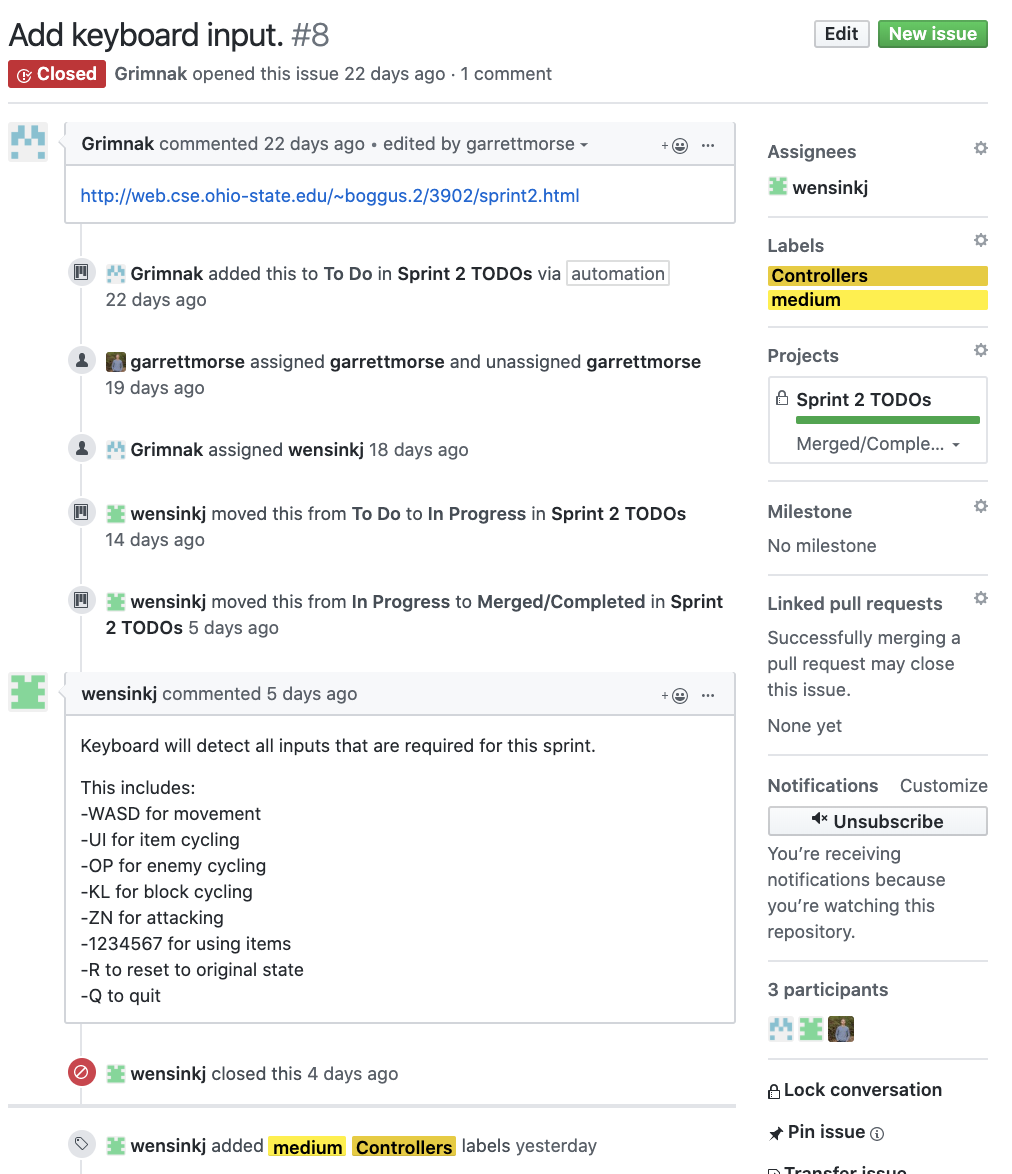 Add keyboard input. #8
Edit
New issue
Closed
Grimnak opened this issue 22 days ago · 1 comment
Grimnak commented 22 days ago • edited by garrettmorse
http://web.cse.ohio-state.edu/~boggus.2/3902/sprint2.html
Grimnak added this to To Do in Sprint 2 TODOs via automation
22 days ago
garrettmorse assigned garrettmorse and unassigned garrettmorse
19 days ago
Grimnak assigned wensinkj 18 days ago
wensinkj moved this from To Do to In Progress in Sprint 2 TODOs
14 days ago
wensinkj moved this from In Progress to Merged/Completed in Sprint
2 TODOs 5 days ago
wensinkj commented 5 days ago
Keyboard will detect all inputs that are required for this sprint.
This includes:
-WASD for movement
-UI for item cycling
-OP for enemy cycling
-KL for block cycling
-ZN for attacking
-1234567 for using items
-R to reset to original state
-Q to quit
wensinkj closed this 4 days ago
wensinkj added medium Controllers labels yesterday
Assignees
wensinkj
Labels
Controllers
medium
Projects
Sprint 2 TODOs
Merged/Comple...
Milestone
No milestone
Linked pull requests
Successfully merging a
pull request may close
this issue.
None yet
Notifications
Customize
Unsubscribe
You're receiving
notifications because
you're watching this
repository.
3 participants
Lock conversation
Pin issue
Transfer issue